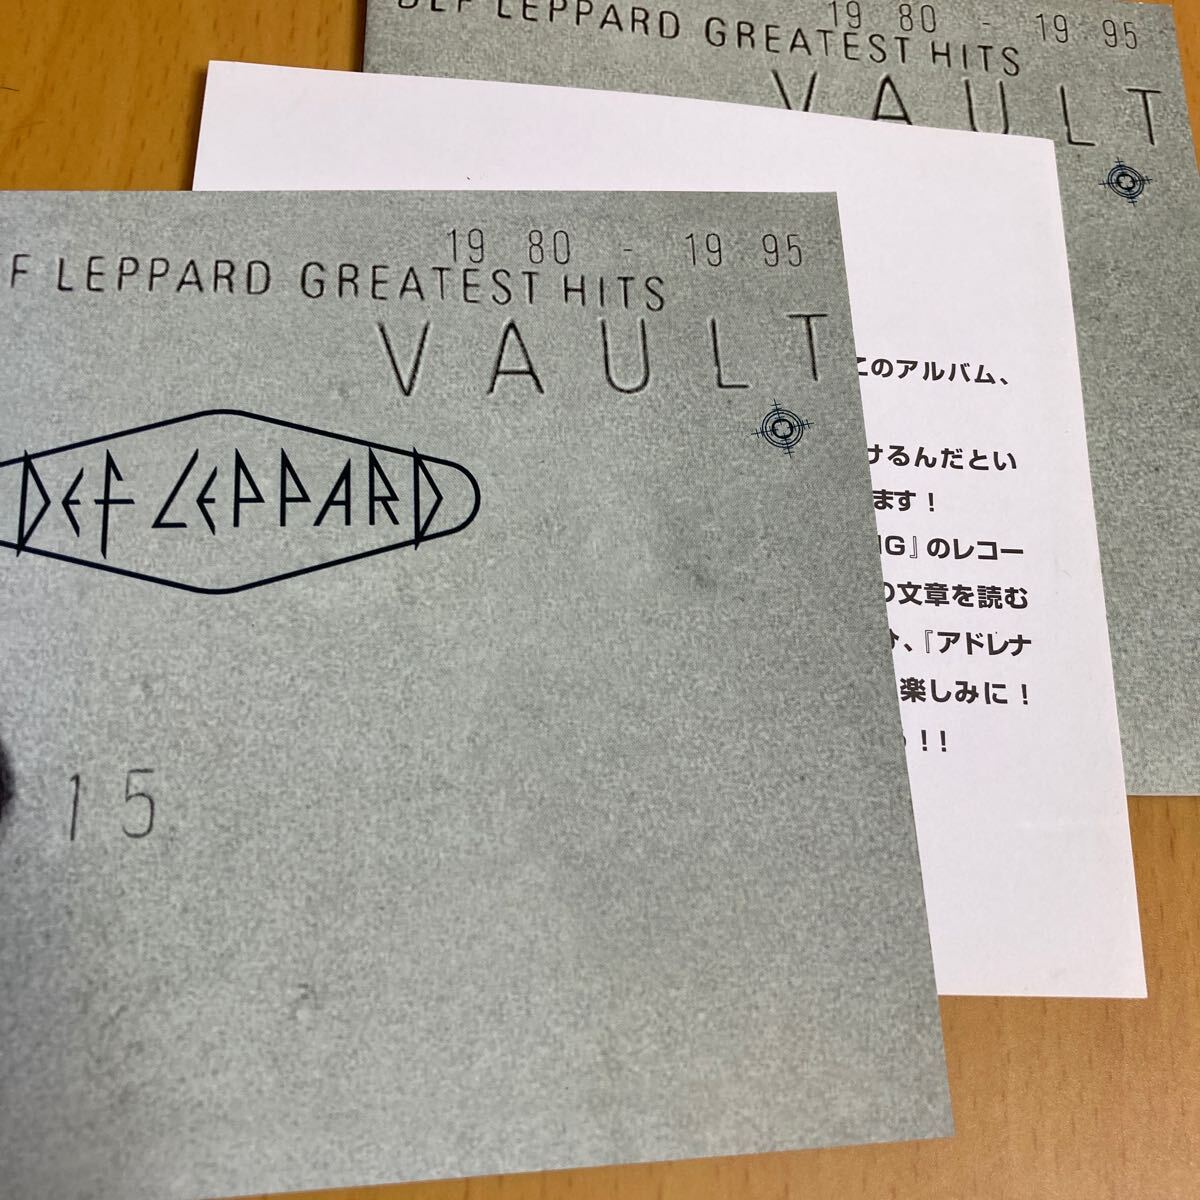 19 80 - 19 95
LEPPARD GREATEST HITS
VAULT
19 80 - 19 95
F LEPPARD GREATEST HITS
VAULT
DEF LEPPARD
15
このアルバム、
けるんだとい
ます!
NG』のレコー
の文章を読む
、『アドレナ
楽しみに!
!!